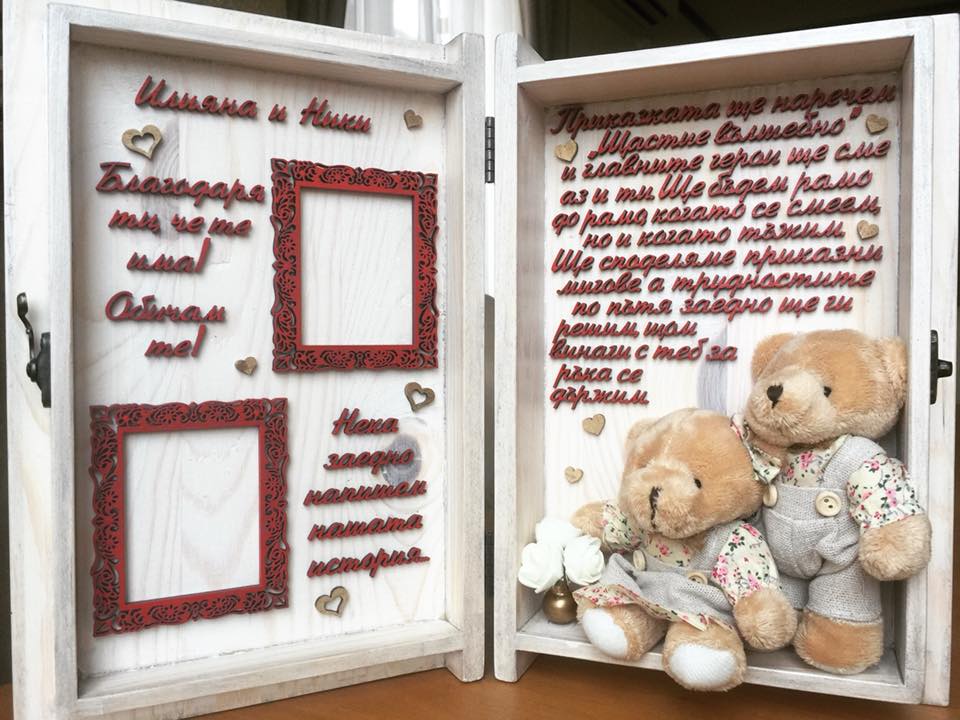 Илияна и Ники
Благодаря
ти, че те
има!
Обичам
те!
Нека
заедно
напишем
нашата
история...
Приказката ще наречем
„Щастие вълшебно"
и главните герои ще сме
аз и ти. Ще бъдем рамо
до рамо, когато се смеем,
но и когато тъжим.
Ще споделяме приказни
мигове, а трудностите
по пътя заедно ще ги
решим, щом
винаги с теб за
ръка се
държим.